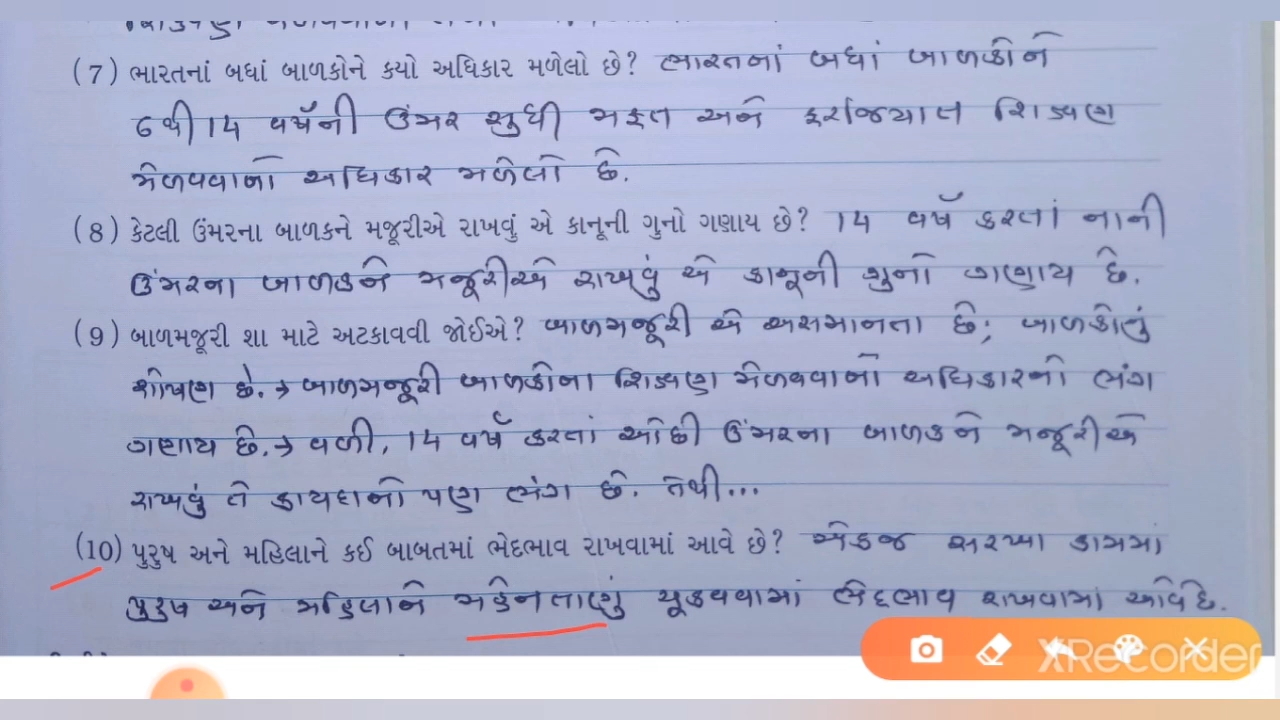 (7) ભારતનાં બધાં બાળકોને કયો અધિકાર મળેલો છે? ભારતનાં બધાં બાળકોને
6થી 14 વર્ષની ઉંમર સુધી મફત અને ફરજિયાત શિક્ષણ
મેળવવાનો અધિકાર મળેલો છે.
(8) કેટલી ઉંમરના બાળકને મજૂરીએ રાખવું એ કાનૂની ગુનો ગણાય છે? 14 વર્ષ કરતાં નાની
ઉંમરના બાળકને મજૂરીએ રાખવું એ કાનૂની ગુનો ગણાય છે.
(9) બાળમજૂરી શા માટે અટકાવવી જોઈએ? બાળમજૂરી એ અસમાનતા છે; બાળકોનું
શોષણ છે. → બાળમજૂરી બાળકોના શિક્ષણ મેળવવાનો અધિકારનો ભંગ
ગણાય છે. → વળી, 14 વર્ષ કરતાં ઓછી ઉંમરના બાળકને મજૂરીએ
રાખવું તે કાયદાનો પણ ભંગ છે. તેથી...
(10) પુરુષ અને મહિલાને કઈ બાબતમાં ભેદભાવ રાખવામાં આવે છે? એકજ સરખા કામમાં
પુરુષ અને મહિલાને મહેનતાણું ચૂકવવામાં ભેદભાવ રાખવામાં આવે છે.
XRecorder